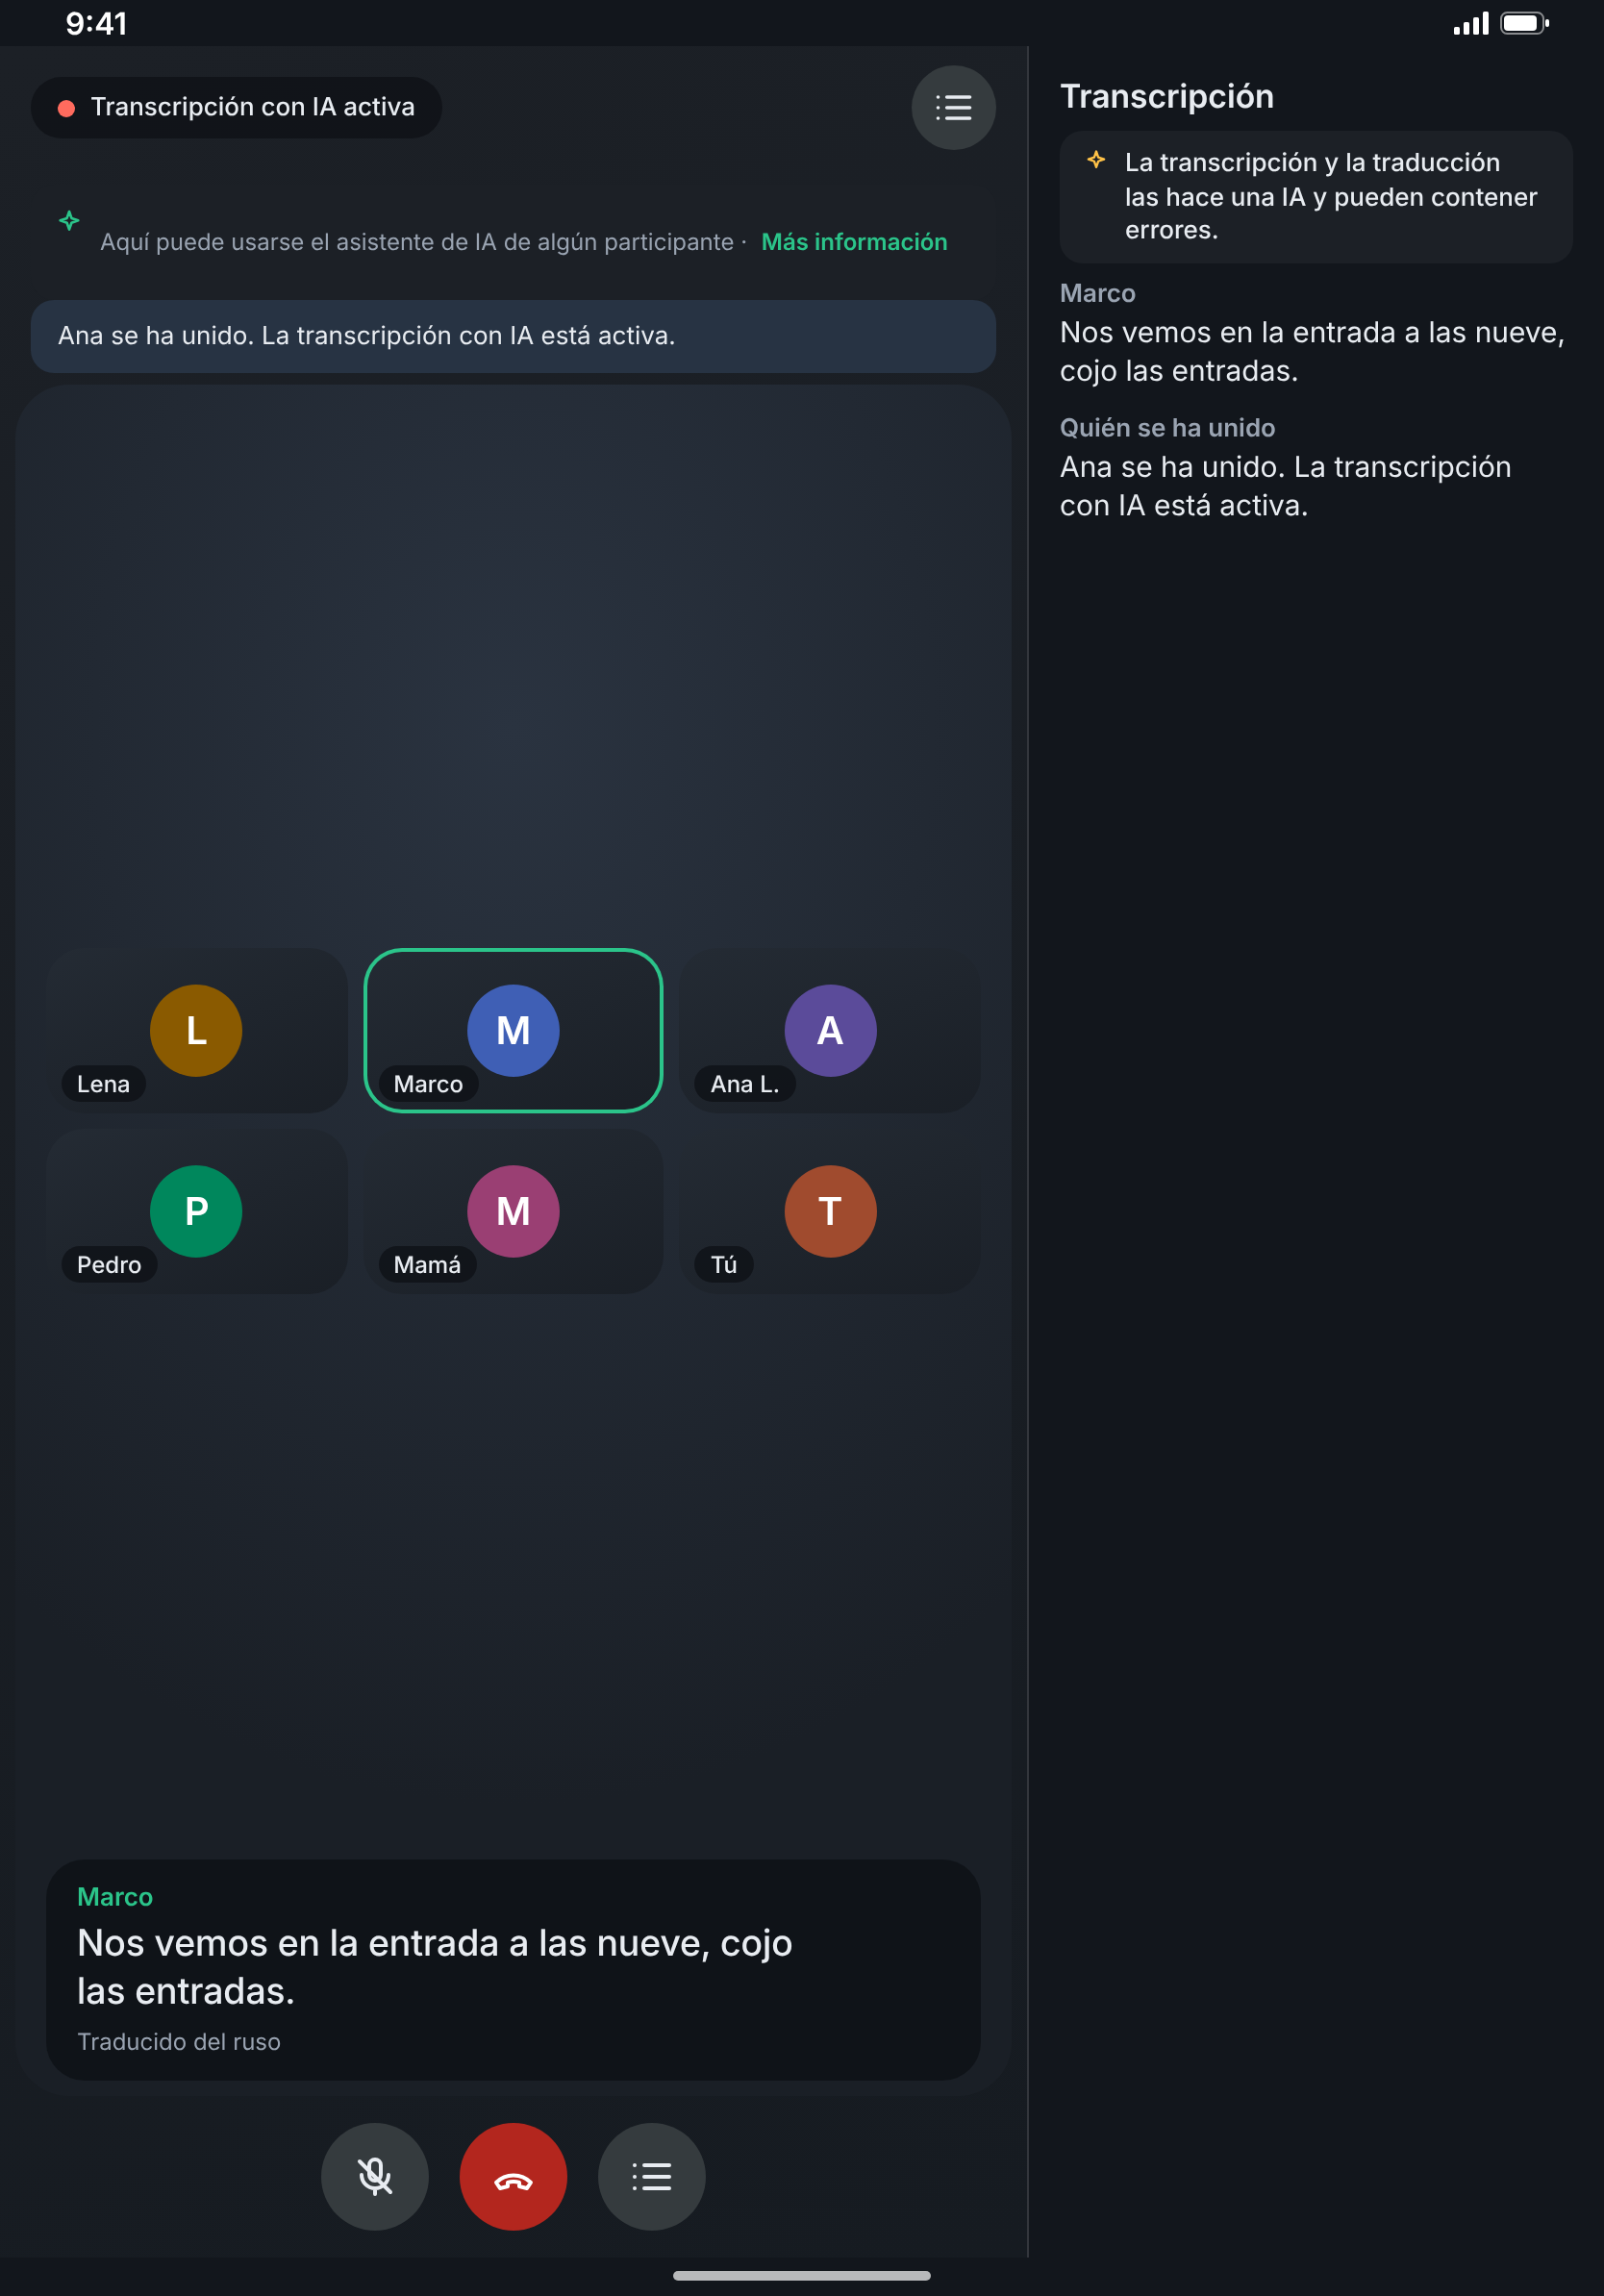 9:41
Transcripción con IA activa
Aquí puede usarse el asistente de IA de algún participante · Más información
Ana se ha unido. La transcripción con IA está activa.
L
Lena
M
Marco
A
Ana L.
P
Pedro
M
Mamá
T
Tú
Marco
Nos vemos en la entrada a las nueve, cojo
las entradas.
Traducido del ruso
Transcripción
La transcripción y la traducción
las hace una IA y pueden contener
errores.
Marco
Nos vemos en la entrada a las nueve,
cojo las entradas.
Quién se ha unido
Ana se ha unido. La transcripción
con IA está activa.